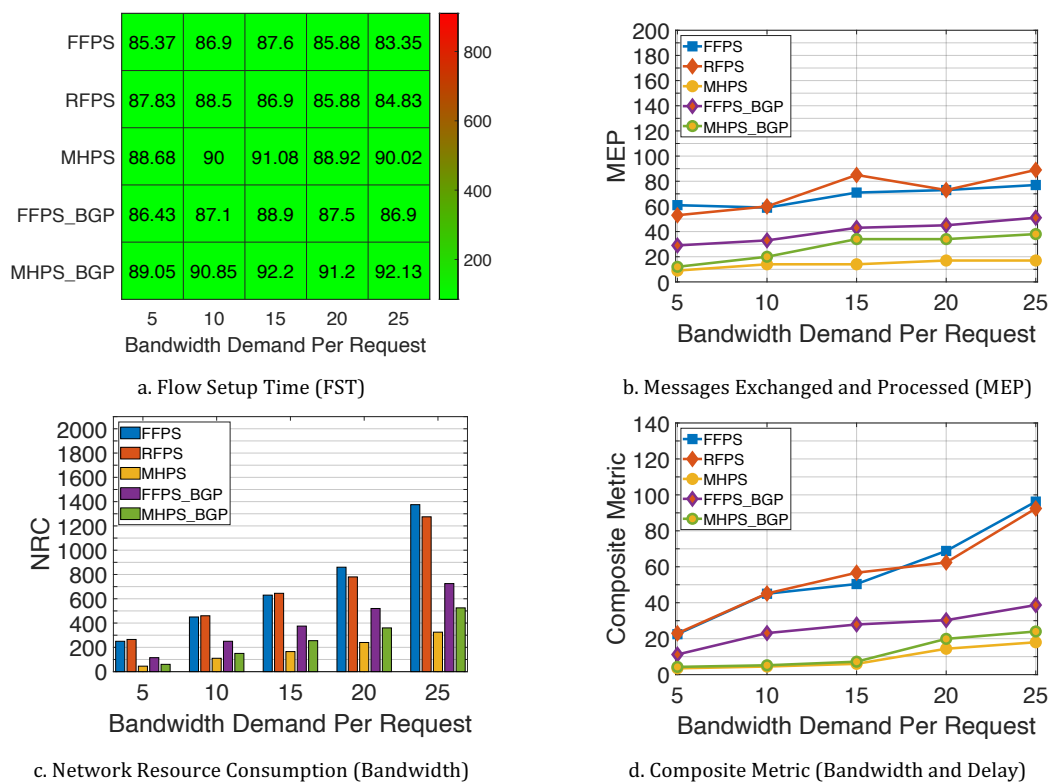 FFPS 85.37 86.9 87.6 85.88 83.35
RFPS 87.83 88.5 86.9 85.88 84.83
MHPS 88.68 90 91.08 88.92 90.02
FFPS_BGP 86.43 87.1 88.9 87.5 86.9
MHPS_BGP 89.05 90.85 92.2 91.2 92.13
5 10 15 20 25
Bandwidth Demand Per Request
800
600
400
200
a. Flow Setup Time (FST)
200
180
160
140
120
100
80
60
40
20
0
MEP
FFPS
RFPS
MHPS
FFPS_BGP
MHPS_BGP
5 10 15 20 25
Bandwidth Demand Per Request
b. Messages Exchanged and Processed (MEP)
2000
1800
1600
1400
1200
1000
800
600
400
200
0
NRC
FFPS
RFPS
MHPS
FFPS_BGP
MHPS_BGP
5 10 15 20 25
Bandwidth Demand Per Request
c. Network Resource Consumption (Bandwidth)
140
120
100
80
60
40
20
0
Composite Metric
FFPS
RFPS
MHPS
FFPS_BGP
MHPS_BGP
5 10 15 20 25
Bandwidth Demand Per Request
d. Composite Metric (Bandwidth and Delay)